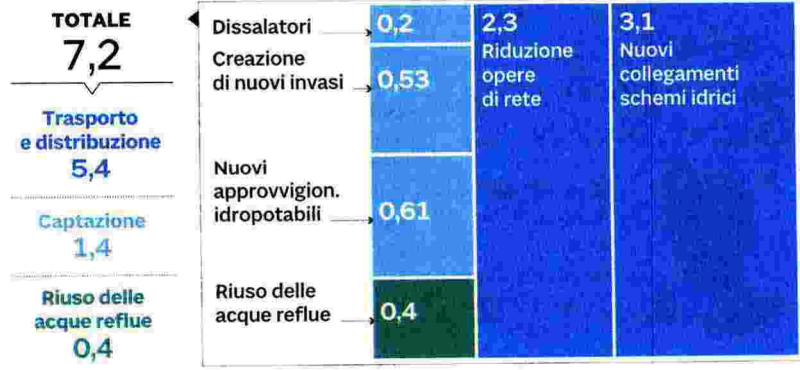 TOTALE
7,2
Trasporto
e distribuzione
5,4
Captazione
1,4
Riuso delle
acque reflue
0,4
Dissalatori
0,2
Creazione
di nuovi invasi
0,53
Nuovi
approvvigion.
idropotabili
0,61
Riuso delle
acque reflue
0,4
2,3
Riduzione
opere
di rete
3,1
Nuovi
collegamenti
schemi idrici